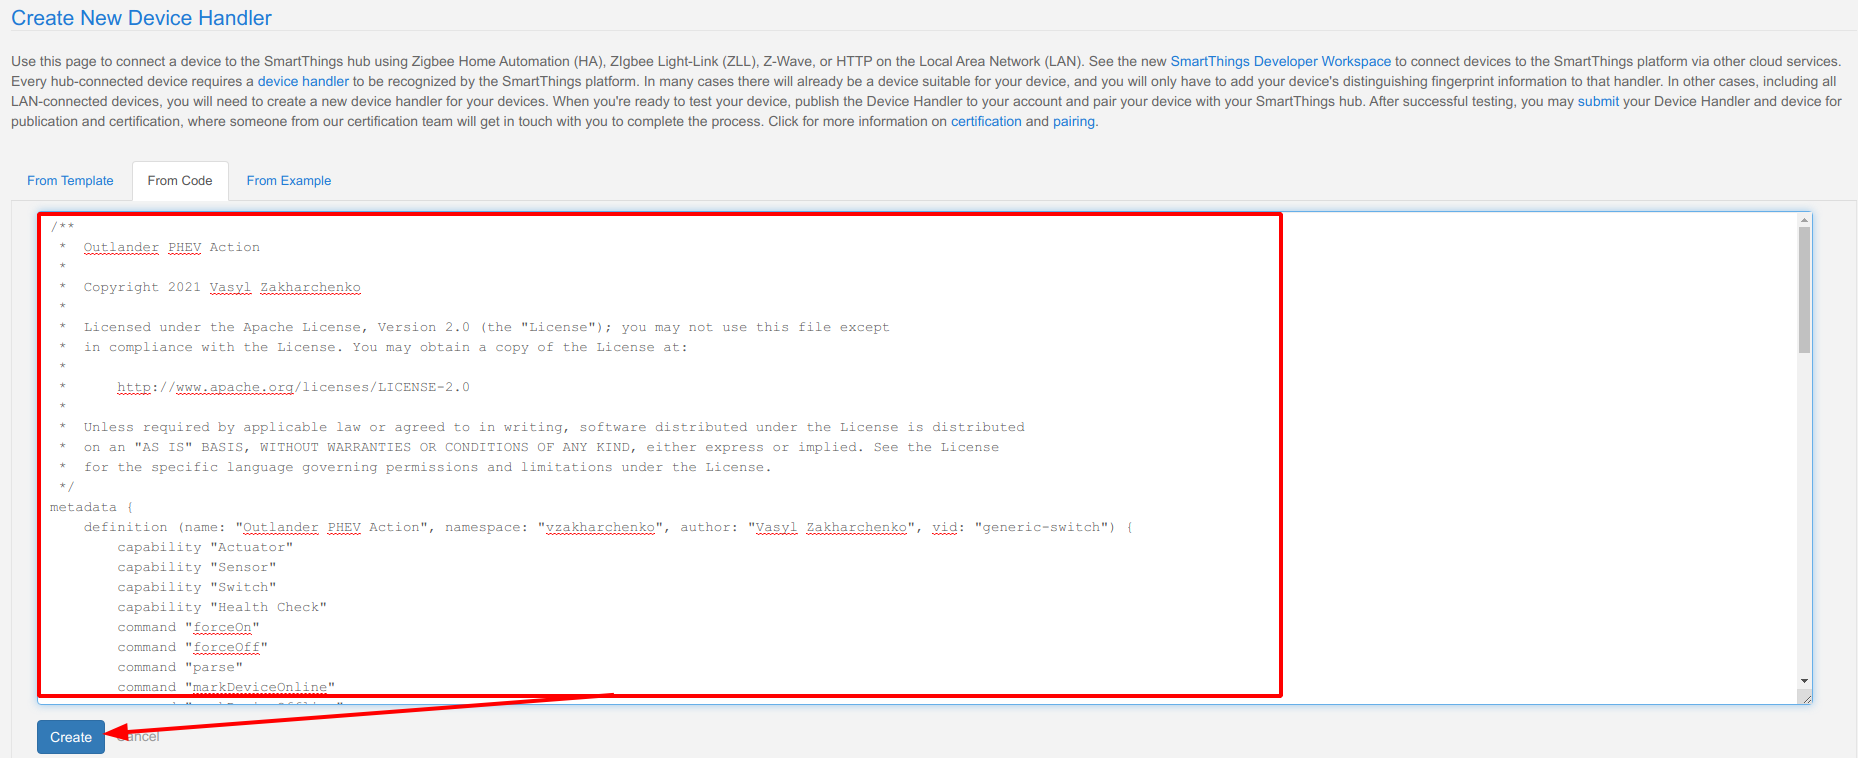 Create New Device Handler
Use this page to connect a device to the SmartThings hub using Zigbee Home Automation (HA), ZIgbee Light-Link (ZLL), Z-Wave, or HTTP on the Local Area Network (LAN). See the new SmartThings Developer Workspace to connect devices to the SmartThings platform via other cloud services.
Every hub-connected device requires a device handler to be recognized by the SmartThings platform. In many cases there will already be a device suitable for your device, and you will only have to add your device's distinguishing fingerprint information to that handler. In other cases, including all
LAN-connected devices, you will need to create a new device handler for your devices. When you're ready to test your device, publish the Device Handler to your account and pair your device with your SmartThings hub. After successful testing, you may submit your Device Handler and device for
publication and certification, where someone from our certification team will get in touch with you to complete the process. Click for more information on certification and pairing.
From Template From Code From Example
/**
 *  Outlander PHEV Action
 *
 *  Copyright 2021 Vasyl Zakharchenko
 *
 *  Licensed under the Apache License, Version 2.0 (the "License"); you may not use this file except
 *  in compliance with the License. You may obtain a copy of the License at:
 *
 *      http://www.apache.org/licenses/LICENSE-2.0
 *
 *  Unless required by applicable law or agreed to in writing, software distributed under the License is distributed
 *  on an "AS IS" BASIS, WITHOUT WARRANTIES OR CONDITIONS OF ANY KIND, either express or implied. See the License
 *  for the specific language governing permissions and limitations under the License.
 */
metadata {
    definition (name: "Outlander PHEV Action", namespace: "vzakharchenko", author: "Vasyl Zakharchenko", vid: "generic-switch") {
        capability "Actuator"
        capability "Sensor"
        capability "Switch"
        capability "Health Check"
        command "forceOn"
        command "forceOff"
        command "parse"
        command "markDeviceOnline"
Create Cancel